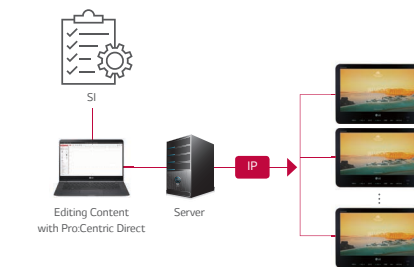 SI
IP
Editing Content
with Pro:Centric Direct
Server